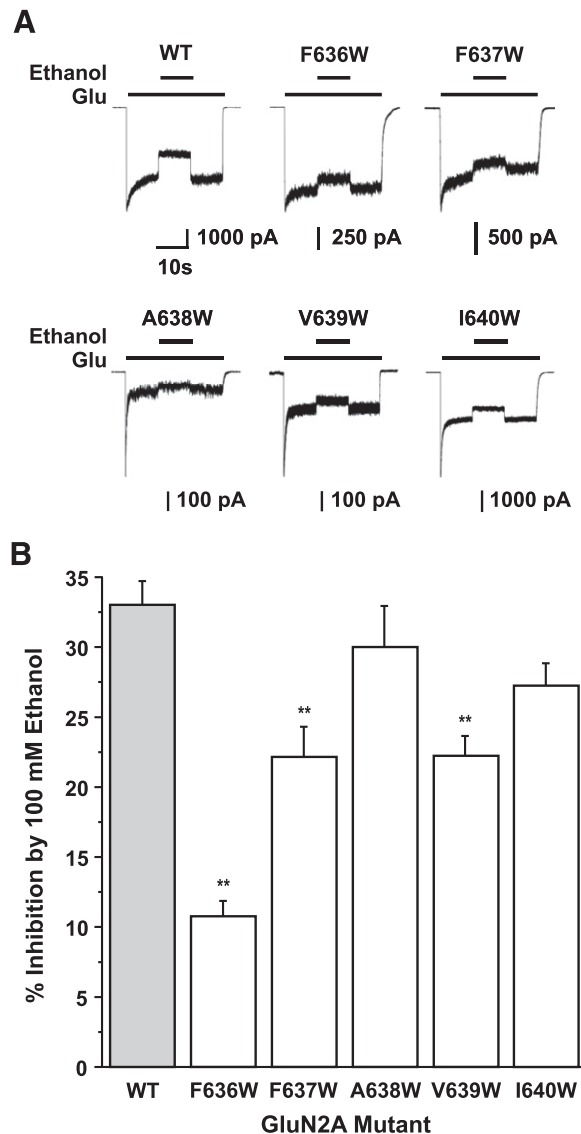 A
WT F636W F637W
Ethanol
Glu
1000 pA 250 pA 500 pA
10s
A638W V639W I640W
Ethanol
Glu
100 pA 100 pA 1000 pA
B
% Inhibition by 100 mM Ethanol
35
30
25
20
15
10
5
0
**
**
**
WT F636W F637W A638W V639W I640W
GluN2A Mutant